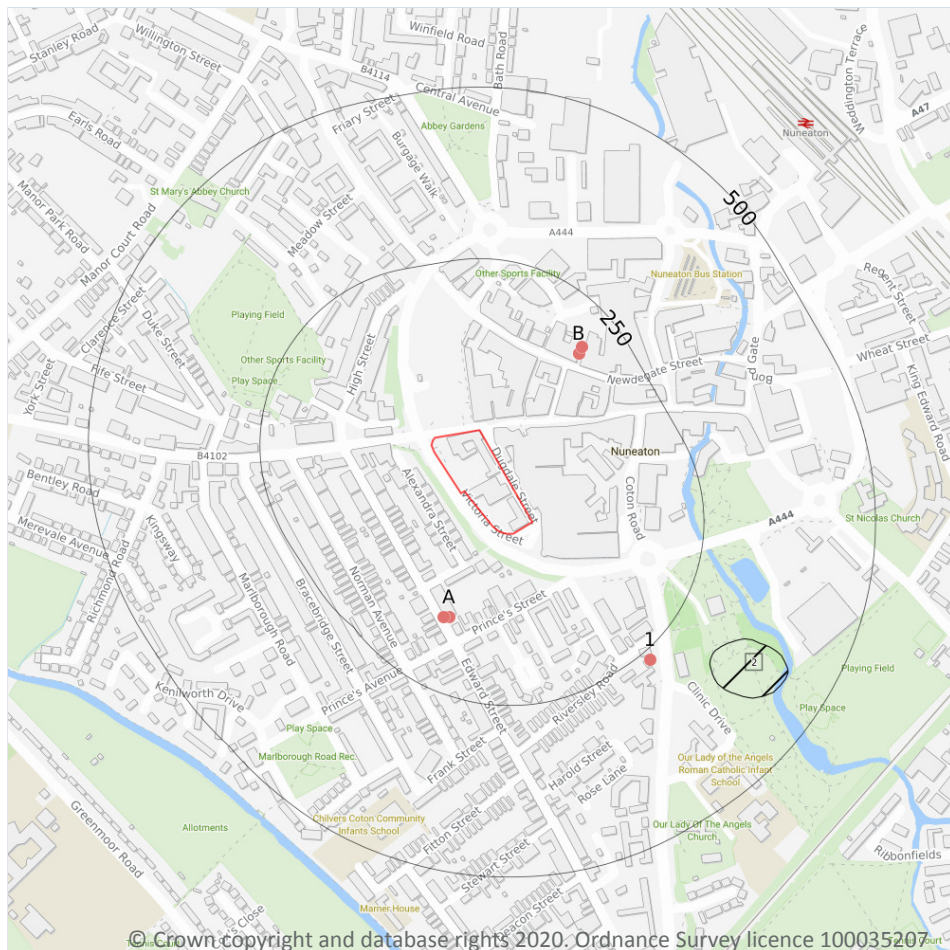 Winfield Road
Willington Street
Stanley Road
Bath Road
B4114
Weddington Terrace
Central Avenue
A47
Friary Street
Abbey Gardens
Nuneaton
Earls Road
Burgage Walk
St Mary's Abbey Church
500
Manor Park Road
Manor Court Road
Meadow Street
A444
Other Sports Facility
Nuneaton Bus Station
Regent Street
Clarence Street
Duke Street
Playing Field
250
B
High Street
Other Sports Facility
Newdegate Street
Wheat Street
Bond Gate
Fife Street
Play Space
York Street
King Edward Road
B4102
Dugdale Street
Nuneaton
Bentley Road
Alexandra Street
Coton Road
Victoria Street
A444
St Nicolas Church
Kingsway
Merevale Avenue
Richmond Road
Marlborough Road
Bracebridge Street
Norman Avenue
A
Prince's Street
1
2
Playing Field
Prince's Avenue
Edward Street
Riversley Road
Kenilworth Drive
Clinic Drive
Play Space
Play Space
Marlborough Road Rec.
Frank Street
Harold Street
Rose Lane
Our Lady of the Angels
Roman Catholic Infant
School
Greenmoor Road
Allotments
Chilvers Coton Community
Infants School
Fitton Street
Our Lady Of The Angels
Church
Stewart Street
Ribbonfields
Marner House
's Close
Beacon Street
Tennis Court
© Crown copyright and database rights 2020. Ordnance Survey licence 100035207.